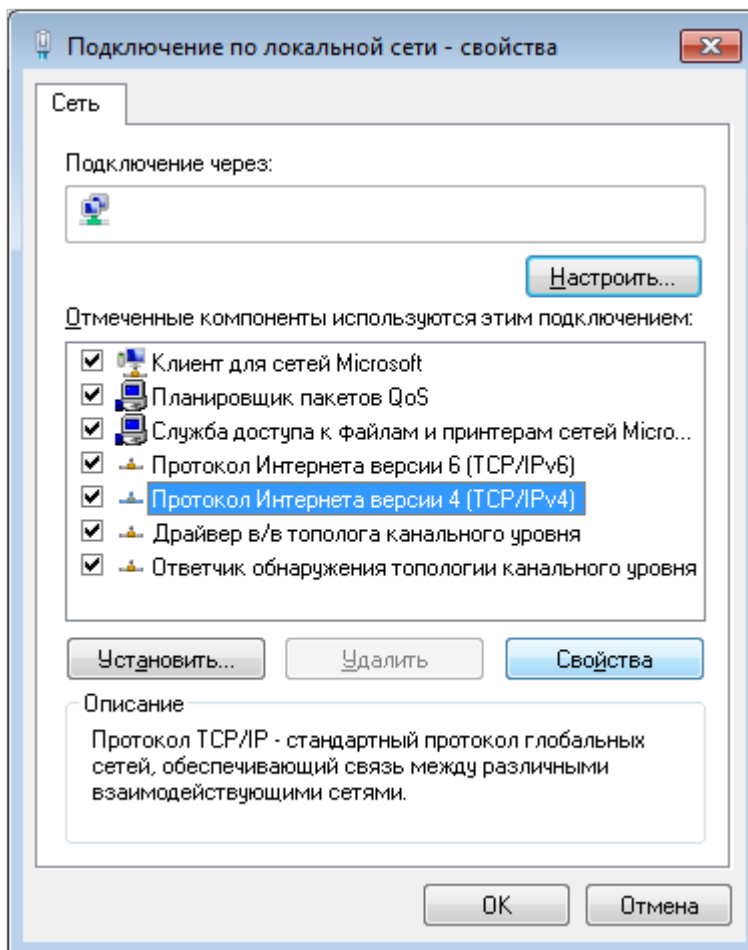 Подключение по локальной сети - свойства
Сеть
Подключение через:
Настроить...
Отмеченные компоненты используются этим подключением:
Клиент для сетей Microsoft
Планировщик пакетов QoS
Служба доступа к файлам и принтерам сетей Micro...
Протокол Интернета версии 6 (TCP/IPv6)
Протокол Интернета версии 4 (TCP/IPv4)
Драйвер в/в тополога канального уровня
Ответчик обнаружения топологии канального уровня
Установить...
Удалить
Свойства
Описание
Протокол TCP/IP - стандартный протокол глобальных
сетей, обеспечивающий связь между различными
взаимодействующими сетями.
OK
Отмена